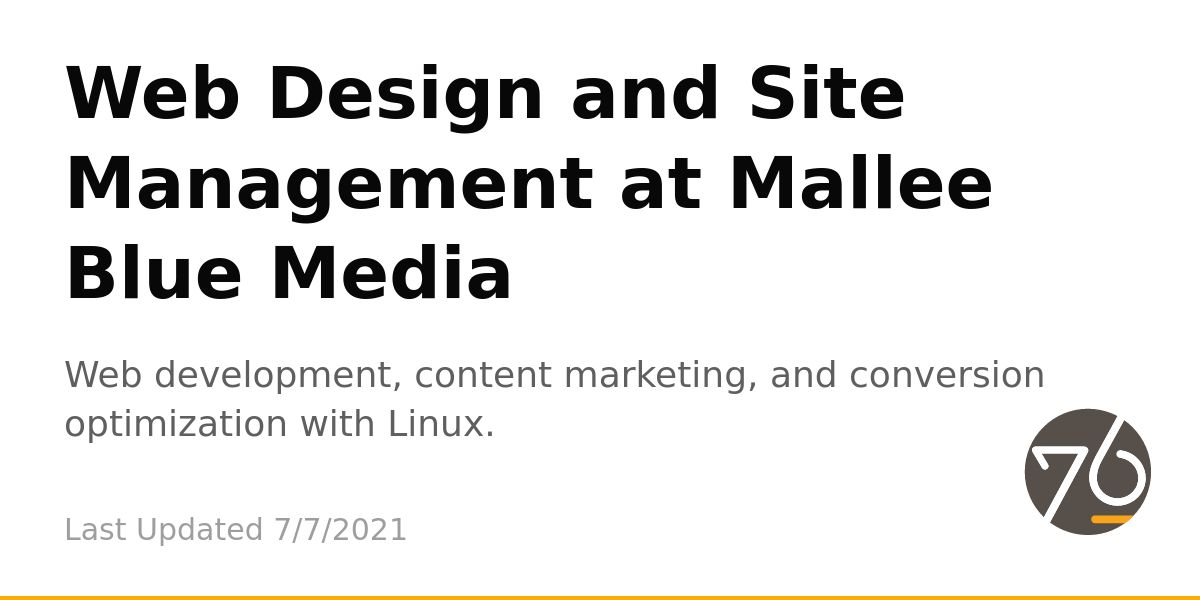 Web Design and Site
Management at Mallee
Blue Media
Web development, content marketing, and conversion
optimization with Linux.
76
Last Updated 7/7/2021